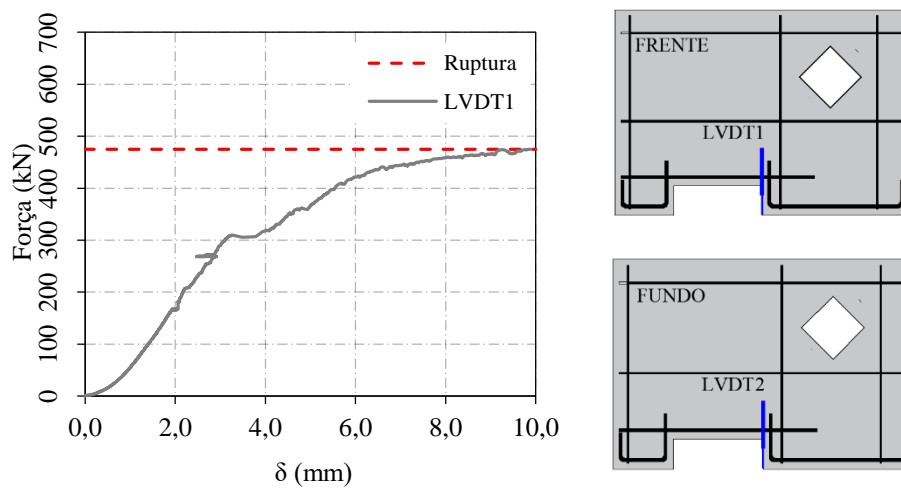 700
600
500
400
300
200
100
0
Força (kN)
Ruptura
LVDT1
0,0
2,0
4,0
6,0
8,0
10,0
δ (mm)
FRENTE
LVDT1
FUNDO
LVDT2